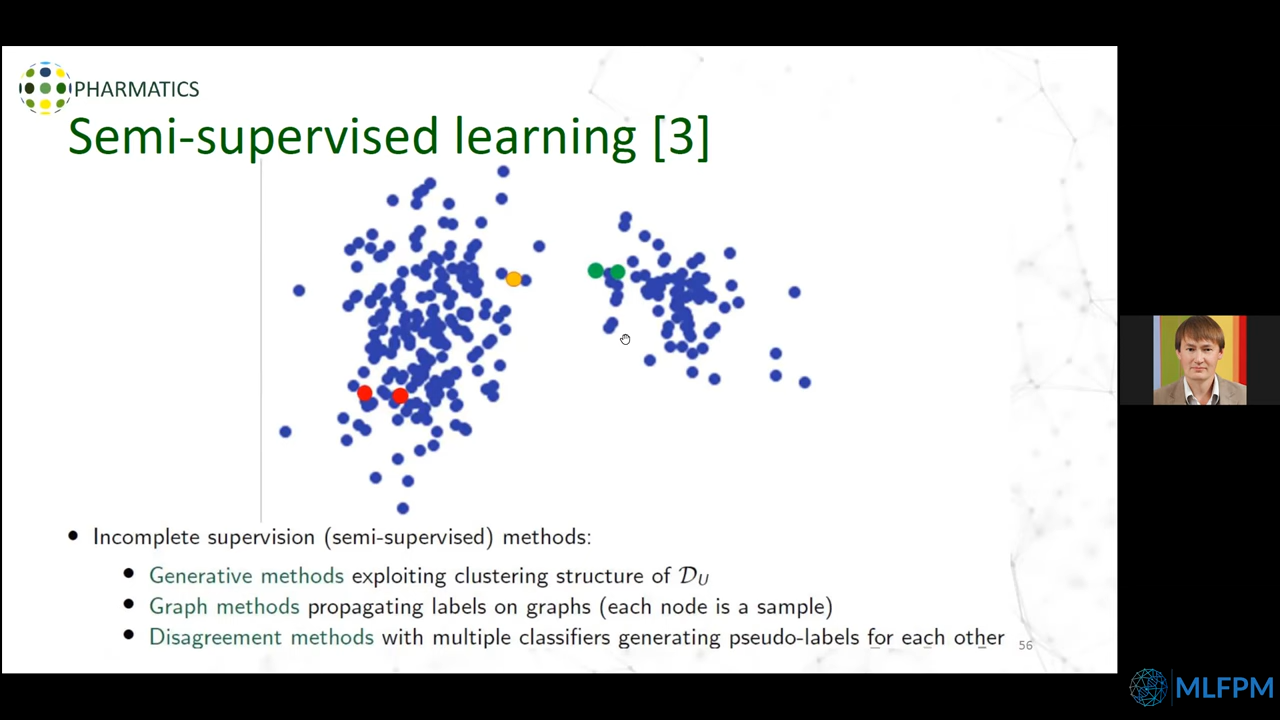 PHARMATICS
Semi-supervised learning [3]
• Incomplete supervision (semi-supervised) methods:
• Generative methods exploiting clustering structure of 𝒟U
• Graph methods propagating labels on graphs (each node is a sample)
• Disagreement methods with multiple classifiers generating pseudo-labels for each other
56
MLFPM